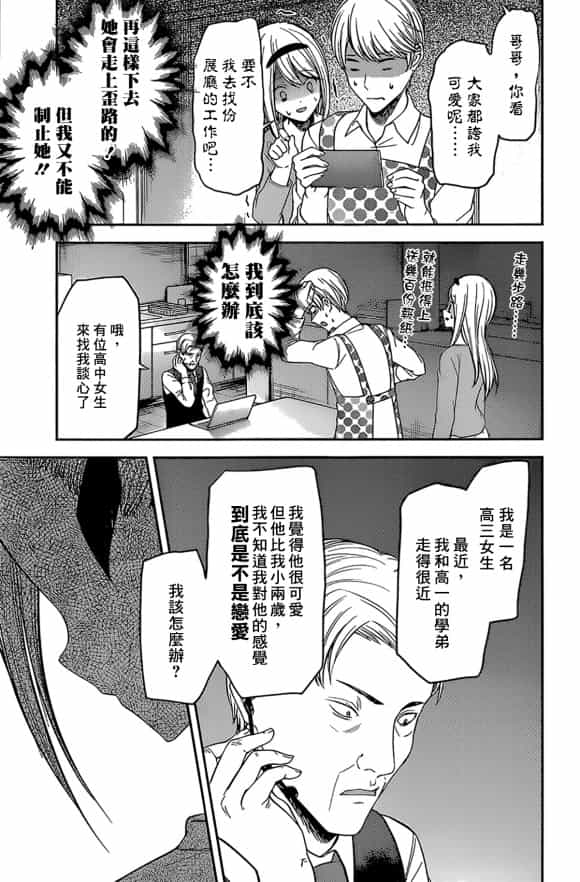 哥哥，你看
大家都誇我
可愛呢……
要不
我去找份
展廳的工作吧…
再這樣下去
她會走上歪路的！
但我又不能
制止她!!
走幾步路……
就能抵得上
送幾百份報紙…
我到底該
怎麼辦
哦，
有位高中女生
來找我談心了
我是一名
高三女生
最近，
我和高一的學弟
走得很近
我覺得他很可愛
但他比我小兩歲，
我不知道我對他的感覺
到底是不是戀愛
我該怎麼辦？